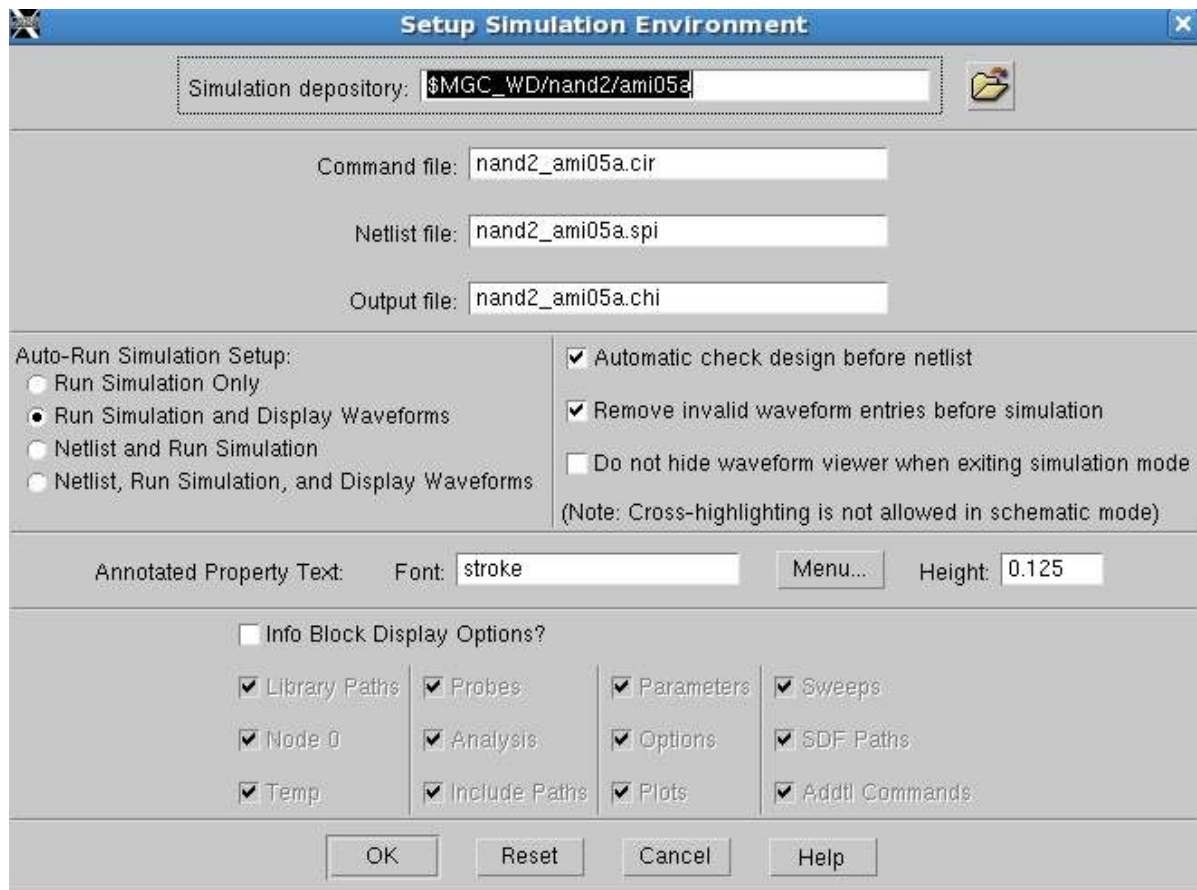 Setup Simulation Environment
Simulation depository: $MGC_WD/nand2/ami05a
Command file: nand2_ami05a.cir
Netlist file: nand2_ami05a.spi
Output file: nand2_ami05a.chi
Auto-Run Simulation Setup:
Run Simulation Only
Run Simulation and Display Waveforms
Netlist and Run Simulation
Netlist, Run Simulation, and Display Waveforms
Automatic check design before netlist
Remove invalid waveform entries before simulation
Do not hide waveform viewer when exiting simulation mode
(Note: Cross-highlighting is not allowed in schematic mode)
Annotated Property Text: Font: stroke Menu... Height: 0.125
Info Block Display Options?
Library Paths Probes Parameters Sweeps
Node 0 Analysis Options SDF Paths
Temp Include Paths Plots Addtl Commands
OK Reset Cancel Help